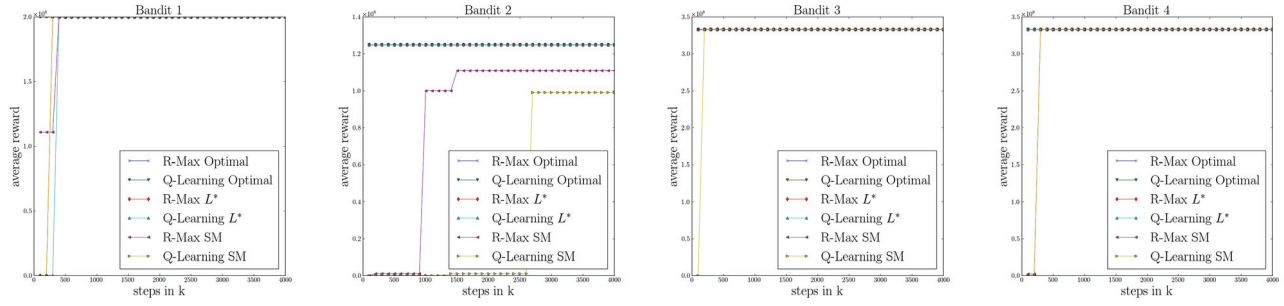 Bandit 1
2.0
1.5
1.0
0.5
0.0
average reward
0 500 1000 1500 2000 2500 3000 3500 4000
steps in k
R-Max Optimal
Q-Learning Optimal
R-Max L*
Q-Learning L*
R-Max SM
Q-Learning SM
Bandit 2
1.4
1.2
1.0
0.8
0.6
0.4
0.2
0.0
average reward
0 500 1000 1500 2000 2500 3000 3500 4000
steps in k
R-Max Optimal
Q-Learning Optimal
R-Max L*
Q-Learning L*
R-Max SM
Q-Learning SM
Bandit 3
3.5
3.0
2.5
2.0
1.5
1.0
0.5
0.0
average reward
0 500 1000 1500 2000 2500 3000 3500 4000
steps in k
R-Max Optimal
Q-Learning Optimal
R-Max L*
Q-Learning L*
R-Max SM
Q-Learning SM
Bandit 4
3.5
3.0
2.5
2.0
1.5
1.0
0.5
0.0
average reward
0 500 1000 1500 2000 2500 3000 3500 4000
steps in k
R-Max Optimal
Q-Learning Optimal
R-Max L*
Q-Learning L*
R-Max SM
Q-Learning SM